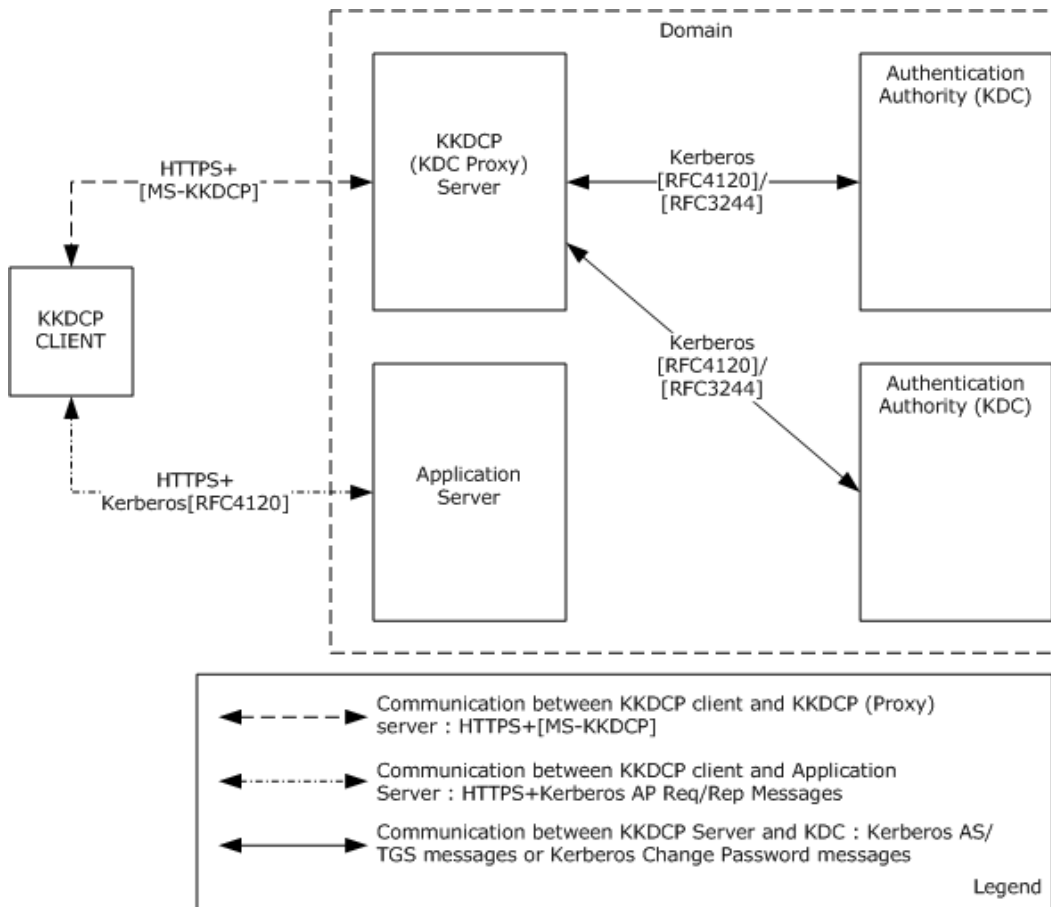 Domain
KKDCP
(KDC Proxy)
Server
Authentication
Authority (KDC)
HTTPS+
[MS-KKDCP]
Kerberos
[RFC4120]/
[RFC3244]
KKDCP
CLIENT
Kerberos
[RFC4120]/
[RFC3244]
Authentication
Authority (KDC)
HTTPS+
Kerberos[RFC4120]
Application
Server
Communication between KKDCP client and KKDCP (Proxy)
server : HTTPS+[MS-KKDCP]
Communication between KKDCP client and Application
Server : HTTPS+Kerberos AP Req/Rep Messages
Communication between KKDCP Server and KDC : Kerberos AS/
TGS messages or Kerberos Change Password messages
Legend